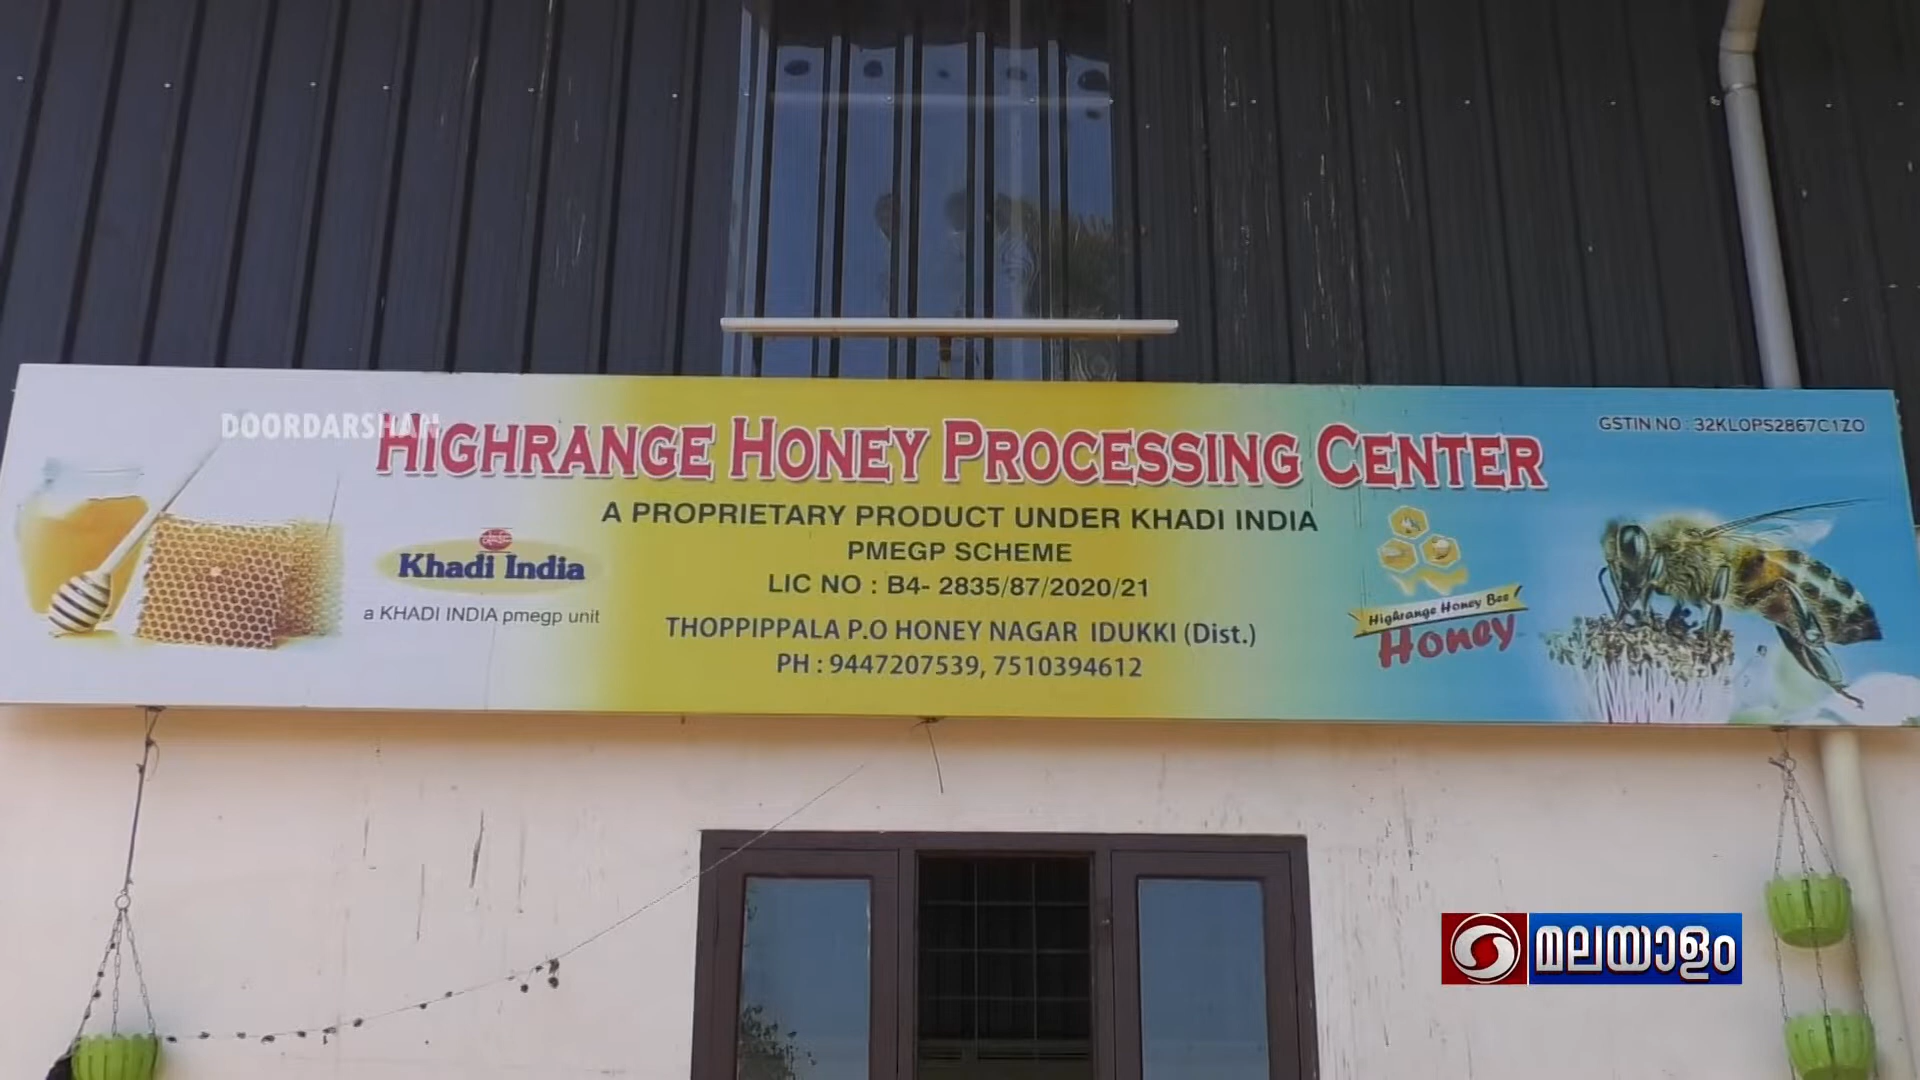 DOORDARSHAN
HIGHRANGE HONEY PROCESSING CENTER
GSTIN NO : 32KLOPS2867C1ZO
A PROPRIETARY PRODUCT UNDER KHADI INDIA
PMEGP SCHEME
LIC NO : B4- 2835/87/2020/21
THOPPIPPALA P.O HONEY NAGAR IDUKKI (Dist.)
PH : 9447207539, 7510394612
Khadi India
a KHADI INDIA pmegp unit
Highrange Honey Bee
Honey
മലയാളം